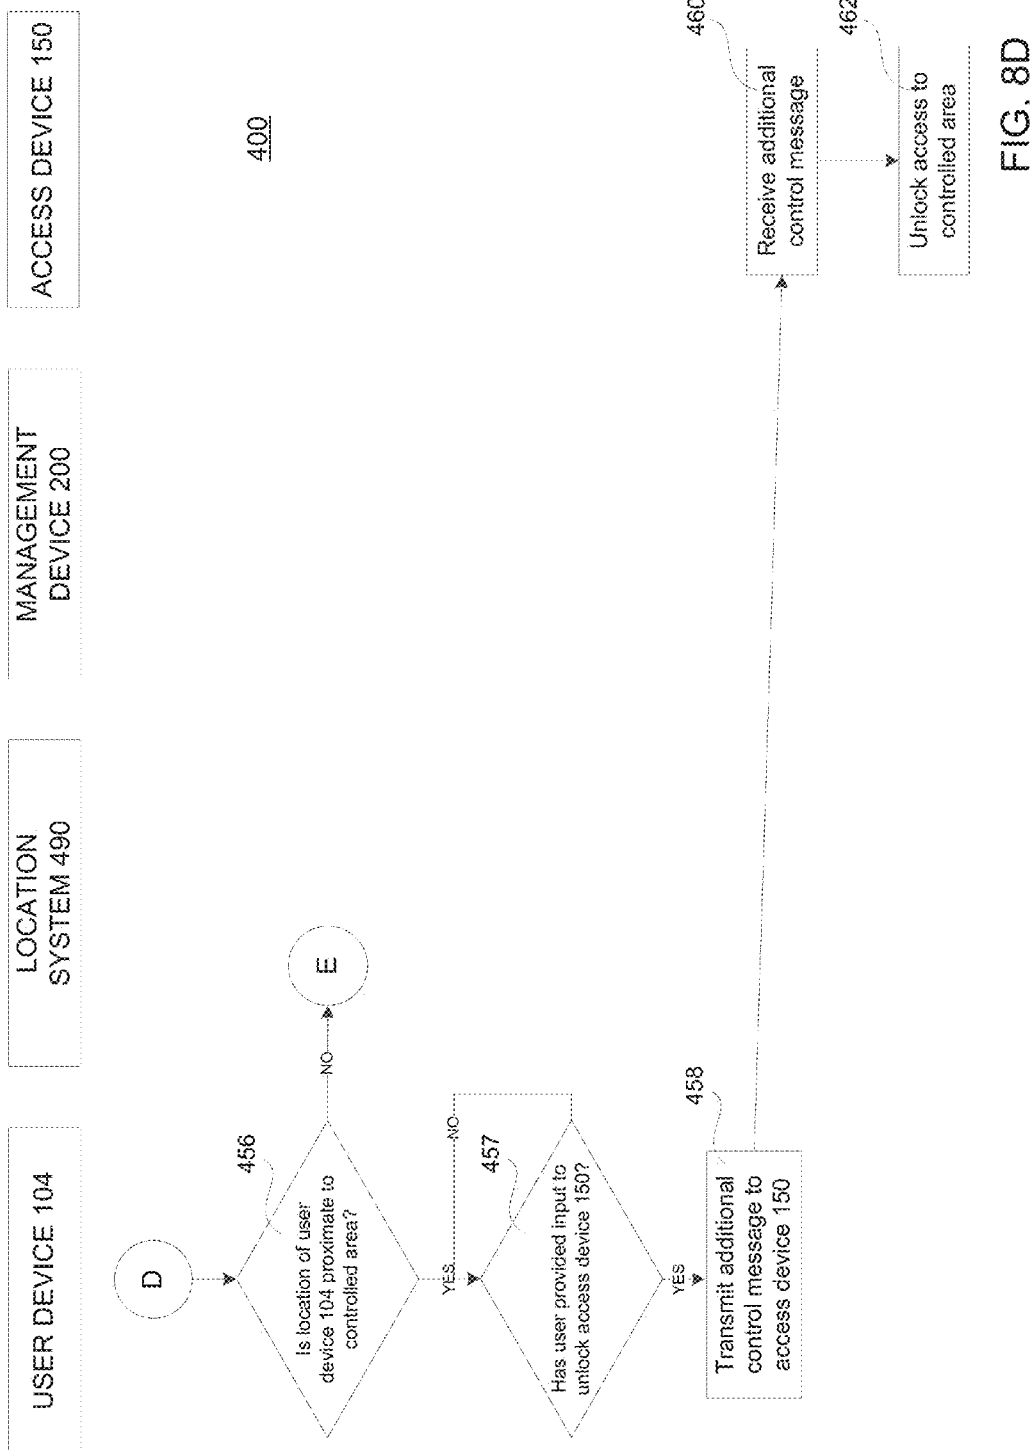 USER DEVICE 104
LOCATION
SYSTEM 490
MANAGEMENT
DEVICE 200
ACCESS DEVICE 150
400
D
456
Is location of user
device 104 proximate to
controlled area?
NO
E
YES
457
Has user provided input to
unlock access device 150?
NO
YES
458
Transmit additional
control message to
access device 150
460
Receive additional
control message
462
Unlock access to
controlled area
FIG. 8D